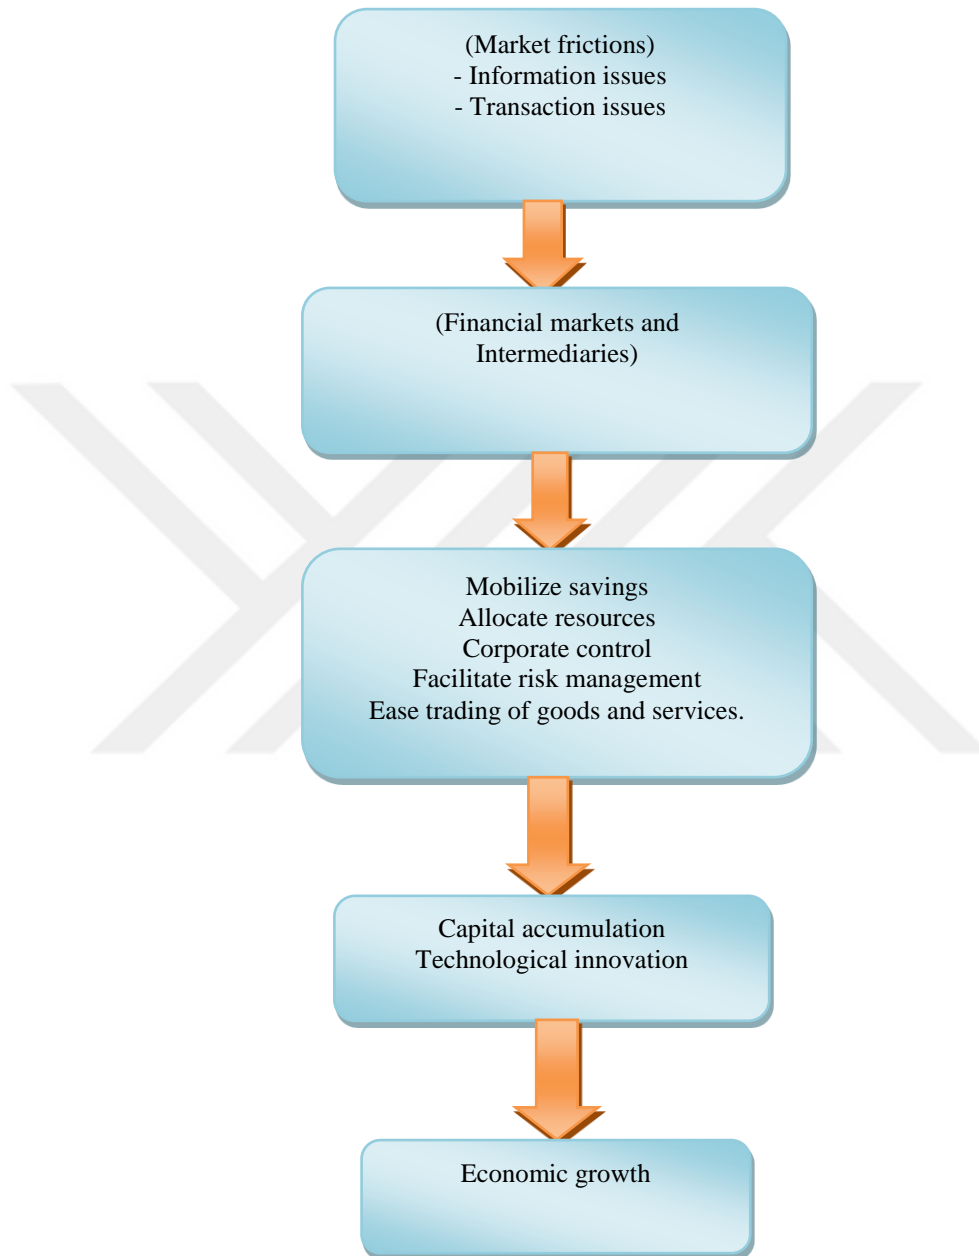 (Market frictions)
- Information issues
- Transaction issues
(Financial markets and
Intermediaries)
Mobilize savings
Allocate resources
Corporate control
Facilitate risk management
Ease trading of goods and services.
Capital accumulation
Technological innovation
Economic growth